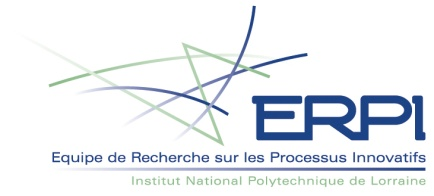 ERPI
Equipe de Recherche sur les Processus Innovatifs
Institut National Polytechnique de Lorraine